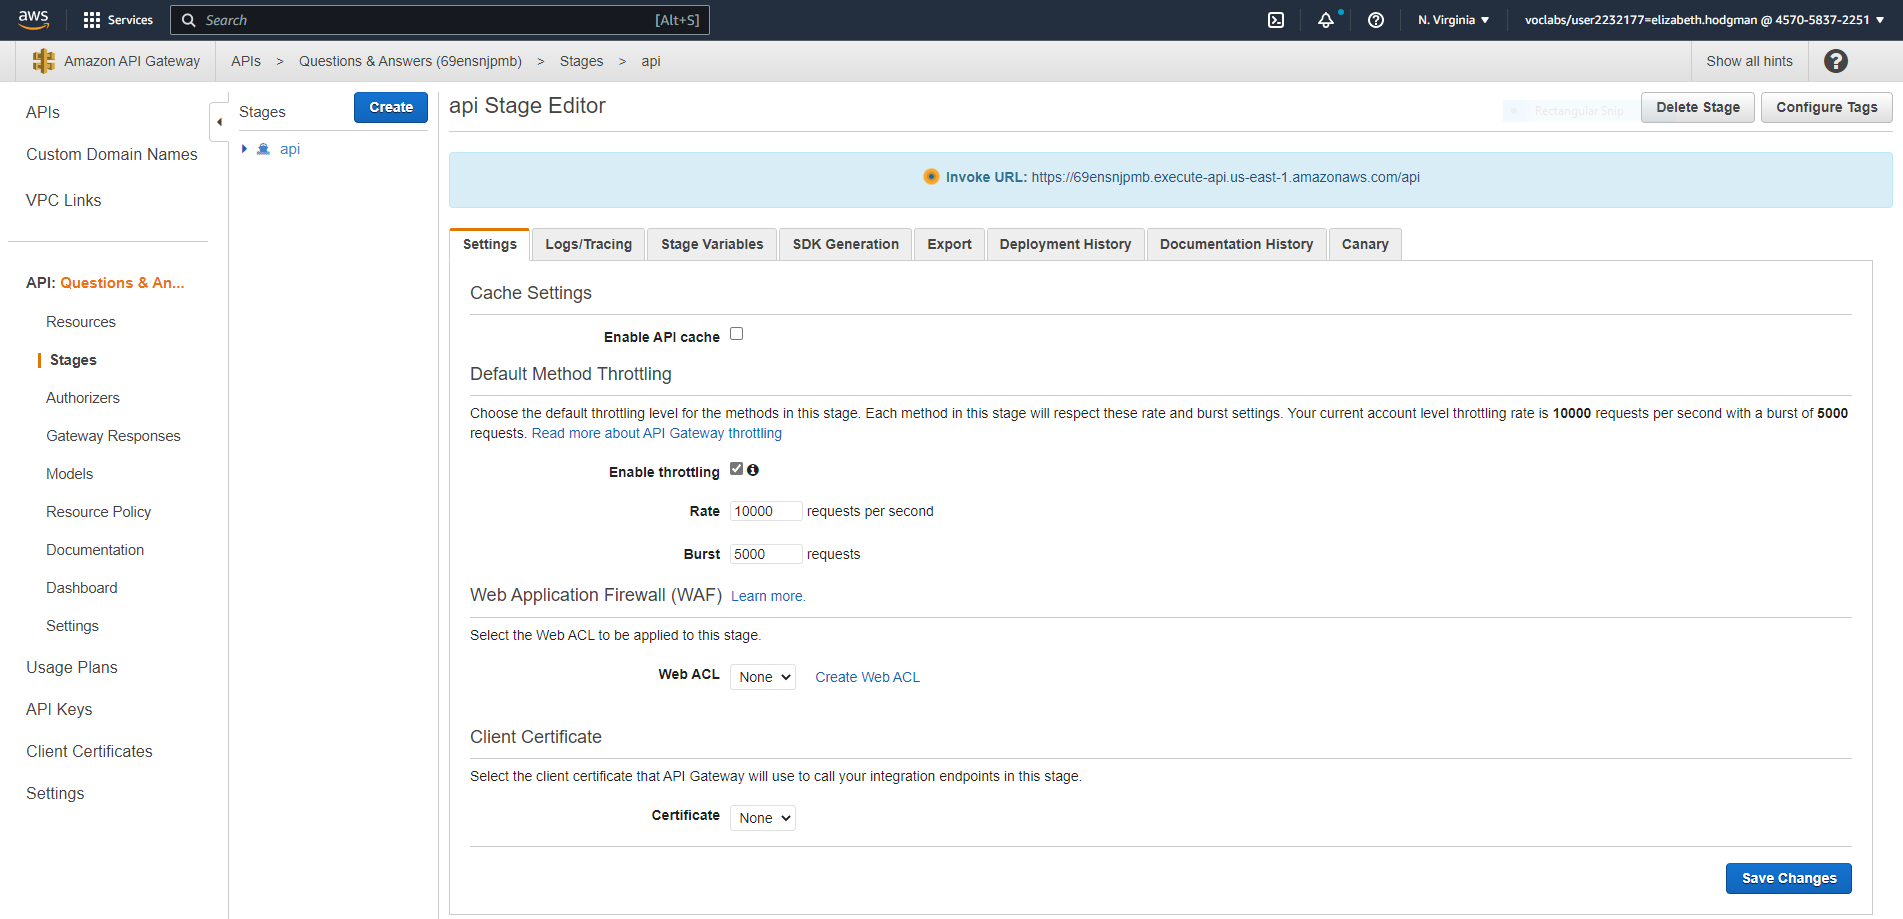 aws
Services
Search
[Alt+S]
N. Virginia
voclabs/user2232177=elizabeth.hodgman @ 4570-5837-2251
Amazon API Gateway
APIs > Questions & Answers (69ensnjpmb) > Stages > api
Show all hints
APIs
Custom Domain Names
VPC Links
API: Questions & An...
Resources
Stages
Authorizers
Gateway Responses
Models
Resource Policy
Documentation
Dashboard
Settings
Usage Plans
API Keys
Client Certificates
Settings
Stages
Create
api
api Stage Editor
Rectangular Snip
Delete Stage
Configure Tags
Invoke URL: https://69ensnjpmb.execute-api.us-east-1.amazonaws.com/api
Settings
Logs/Tracing
Stage Variables
SDK Generation
Export
Deployment History
Documentation History
Canary
Cache Settings
Enable API cache
Default Method Throttling
Choose the default throttling level for the methods in this stage. Each method in this stage will respect these rate and burst settings. Your current account level throttling rate is 10000 requests per second with a burst of 5000
requests. Read more about API Gateway throttling
Enable throttling
Rate 10000 requests per second
Burst 5000 requests
Web Application Firewall (WAF) Learn more.
Select the Web ACL to be applied to this stage.
Web ACL None Create Web ACL
Client Certificate
Select the client certificate that API Gateway will use to call your integration endpoints in this stage.
Certificate None
Save Changes